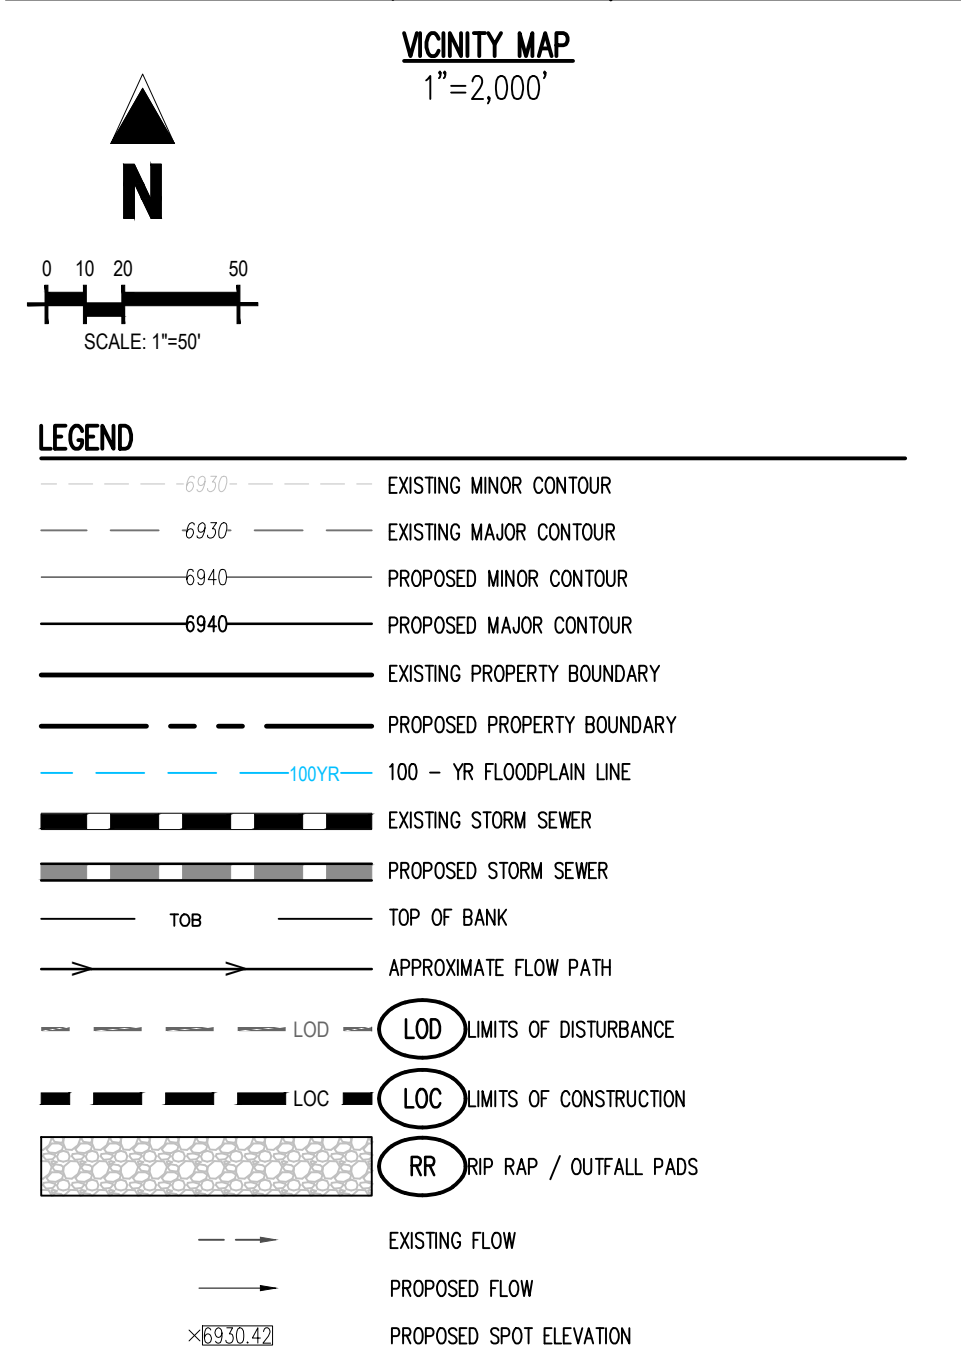 VICINITY MAP
1"=2,000'
N
0 10 20 50
SCALE: 1"=50'
LEGEND
6930 EXISTING MINOR CONTOUR
6930 EXISTING MAJOR CONTOUR
6940 PROPOSED MINOR CONTOUR
6940 PROPOSED MAJOR CONTOUR
EXISTING PROPERTY BOUNDARY
PROPOSED PROPERTY BOUNDARY
100YR 100 - YR FLOODPLAIN LINE
EXISTING STORM SEWER
PROPOSED STORM SEWER
TOB TOP OF BANK
APPROXIMATE FLOW PATH
LOD LOD LIMITS OF DISTURBANCE
LOC LOC LIMITS OF CONSTRUCTION
RR RIP RAP / OUTFALL PADS
EXISTING FLOW
PROPOSED FLOW
×6930.42 PROPOSED SPOT ELEVATION